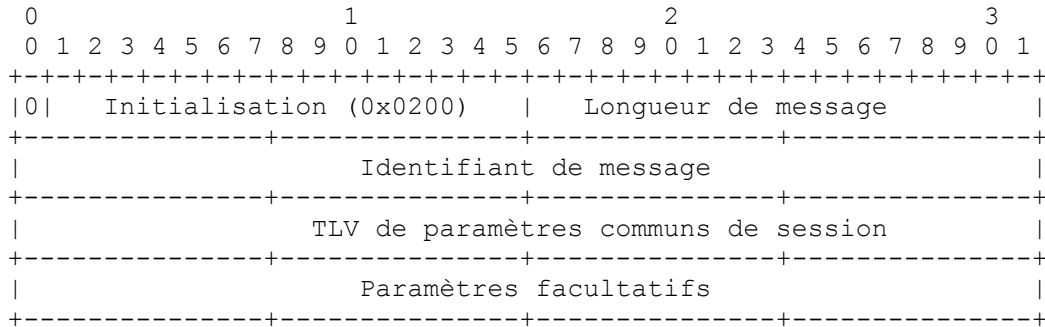 0                   1                   2                   3
0 1 2 3 4 5 6 7 8 9 0 1 2 3 4 5 6 7 8 9 0 1 2 3 4 5 6 7 8 9 0 1
+-+-+-+-+-+-+-+-+-+-+-+-+-+-+-+-+-+-+-+-+-+-+-+-+-+-+-+-+-+-+-+-+
|0|   Initialisation (0x0200)   |   Longueur de message         |
+---------------+---------------+---------------+---------------+
|                     Identifiant de message                    |
+---------------+---------------+---------------+---------------+
|                  TLV de paramètres communs de session         |
+---------------+---------------+---------------+---------------+
|                     Paramètres facultatifs                    |
+---------------+---------------+---------------+---------------+